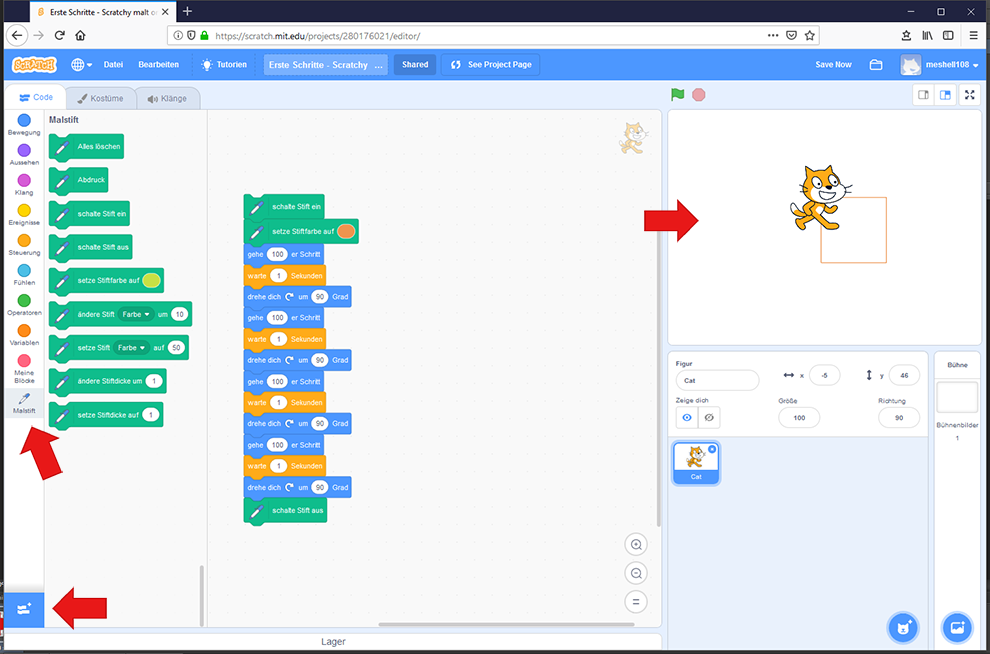 Erste Schritte - Scratchy malt o
https://scratch.mit.edu/projects/280176021/editor/
SCRATCH
Datei
Bearbeiten
Tutorien
Erste Schritte - Scratchy ...
Shared
See Project Page
Save Now
meshell108
Code
Kostüme
Klänge
Bewegung
Aussehen
Klang
Ereignisse
Steuerung
Fühlen
Operatoren
Variablen
Meine
Blöcke
Malstift
Malstift
Alles löschen
Abdruck
schalte Stift ein
schalte Stift aus
setze Stiftfarbe auf
ändere Stift Farbe um 10
setze Stift Farbe auf 50
ändere Stiftdicke um 1
setze Stiftdicke auf 1
schalte Stift ein
setze Stiftfarbe auf
gehe 100 er Schritt
warte 1 Sekunden
drehe dich um 90 Grad
gehe 100 er Schritt
warte 1 Sekunden
drehe dich um 90 Grad
gehe 100 er Schritt
warte 1 Sekunden
drehe dich um 90 Grad
gehe 100 er Schritt
warte 1 Sekunden
drehe dich um 90 Grad
schalte Stift aus
Lager
Figur
Cat
x -5
y 46
Zeige dich
Größe
100
Richtung
90
Cat
Bühne
Bühnenbilder
1